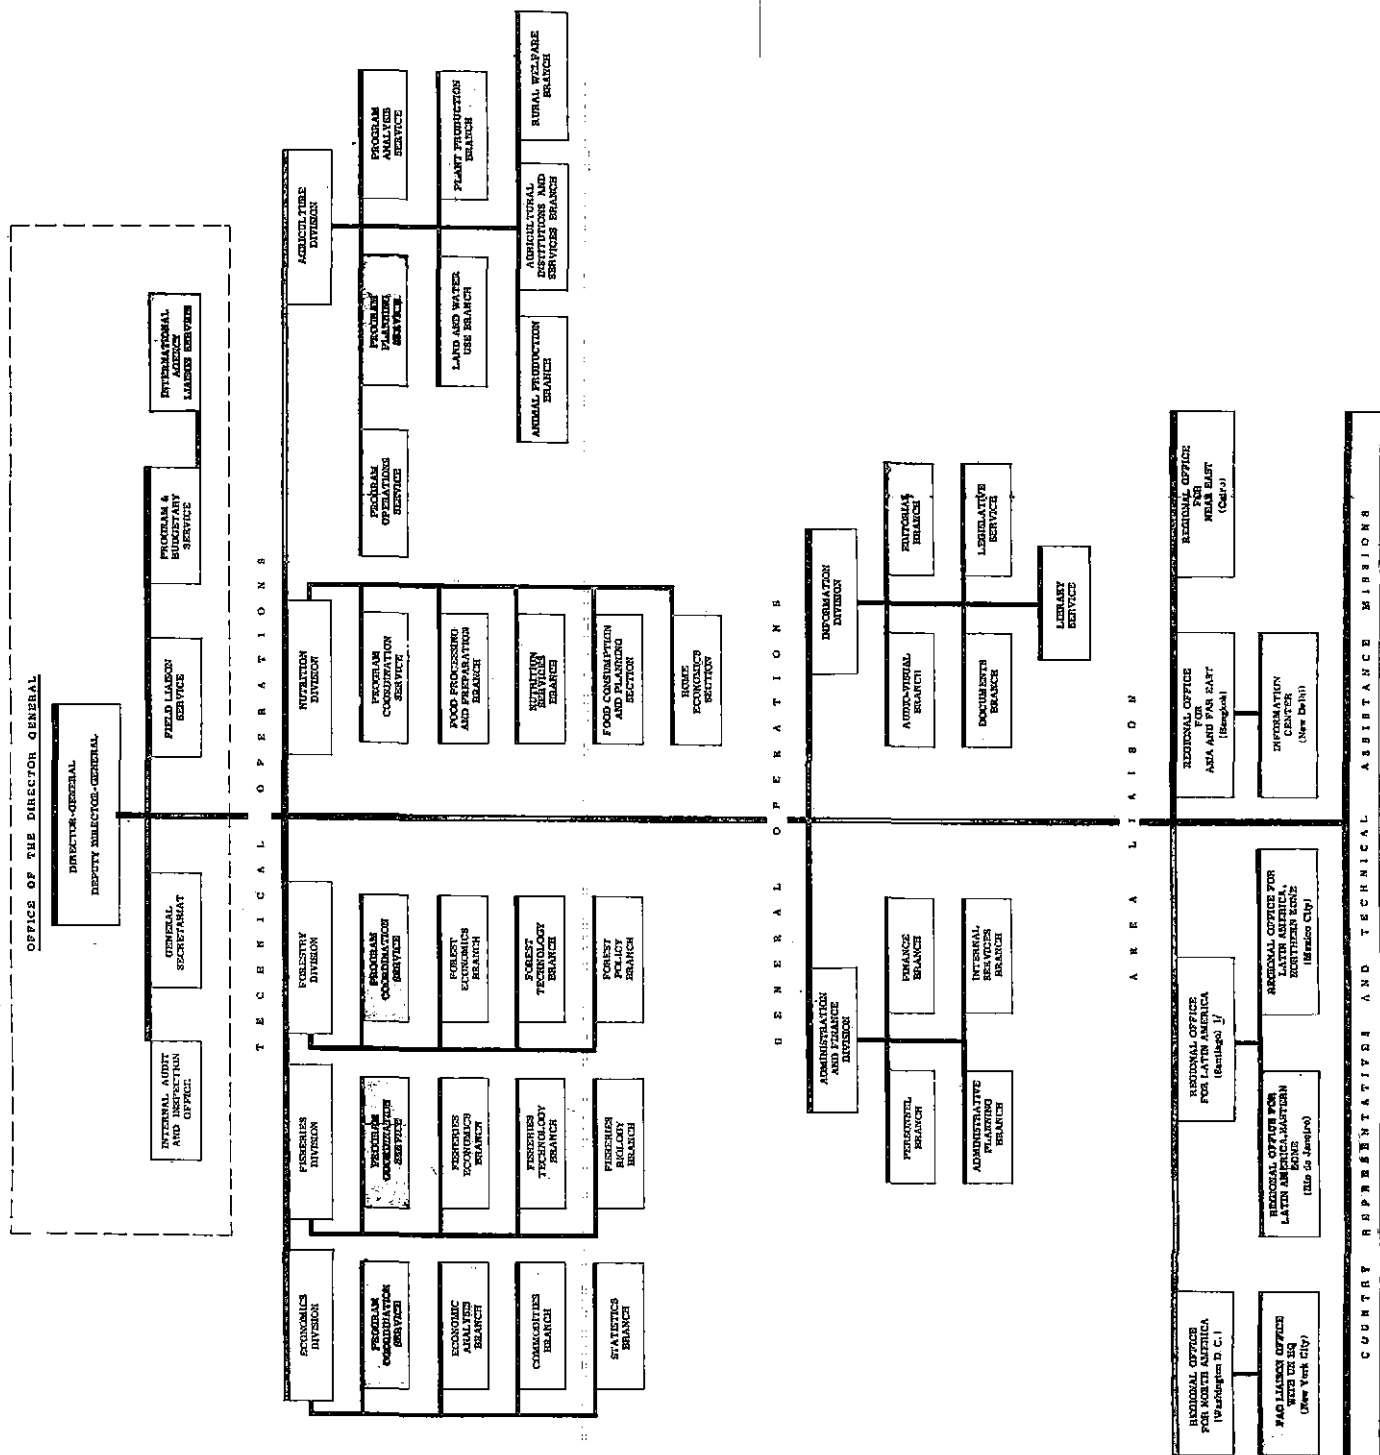 OFFICE OF THE DIRECTOR GENERAL
DIRECTOR-GENERAL
DEPUTY DIRECTOR-GENERAL
INTERNAL AUDIT
AND INSPECTION
OFFICE
GENERAL
SECRETARIAT
FIELD LIAISON
SERVICE
PROGRAM &
BUDGETARY
SERVICE
INTERNATIONAL
AGENCY
LIAISON SERVICE
TECHNICAL OPERATIONS
ECONOMICS
DIVISION
PROGRAM
COORDINATION
SERVICE
ECONOMIC
ANALYSIS
BRANCH
COMMODITIES
BRANCH
STATISTICS
BRANCH
FISHERIES
DIVISION
PROGRAM
COORDINATION
SERVICE
FISHERIES
ECONOMICS
BRANCH
FISHERIES
TECHNOLOGY
BRANCH
FISHERIES
BIOLOGY
BRANCH
FORESTRY
DIVISION
PROGRAM
COORDINATION
SERVICE
FOREST
ECONOMICS
BRANCH
FOREST
TECHNOLOGY
BRANCH
FOREST
POLICY
BRANCH
NUTRITION
DIVISION
PROGRAM
COORDINATION
SERVICE
FOOD PROCESSING
AND PREPARATION
BRANCH
NUTRITION
SERVICES
BRANCH
FOOD CONSUMPTION
AND PLANNING
SECTION
HOME
ECONOMICS
SECTION
AGRICULTURE
DIVISION
PROGRAM
OPERATIONS
SERVICE
PROGRAM
PLANNING
SERVICE
PROGRAM
ANALYSIS
SERVICE
LAND AND WATER
USE BRANCH
PLANT PRODUCTION
BRANCH
ANIMAL PRODUCTION
BRANCH
AGRICULTURAL
INSTITUTIONS AND
SERVICES BRANCH
RURAL WELFARE
BRANCH
GENERAL OPERATIONS
ADMINISTRATION
AND FINANCE
DIVISION
PERSONNEL
BRANCH
FINANCE
BRANCH
ADMINISTRATIVE
PLANNING
BRANCH
INTERNAL
SERVICES
BRANCH
INFORMATION
DIVISION
AUDIO-VISUAL
BRANCH
EDITORIAL
BRANCH
DOCUMENTS
BRANCH
LEGISLATIVE
SERVICE
LIBRARY
SERVICE
AREA LIAISON
REGIONAL OFFICE
FOR NORTH AMERICA
(Washington D.C.)
FAO LIAISON OFFICE
WITH UN HQ
(New York City)
REGIONAL OFFICE
FOR LATIN AMERICA
(Santiago) 1/
REGIONAL OFFICE FOR
LATIN AMERICA, EASTERN
ZONE
(Rio de Janeiro)
REGIONAL OFFICE FOR
LATIN AMERICA,
NORTHERN ZONE
(Mexico City)
REGIONAL OFFICE
FOR
ASIA AND FAR EAST
(Bangkok)
INFORMATION
CENTER
(New Delhi)
REGIONAL OFFICE
FOR
NEAR EAST
(Cairo)
COUNTRY REPRESENTATIVES AND TECHNICAL ASSISTANCE MISSIONS